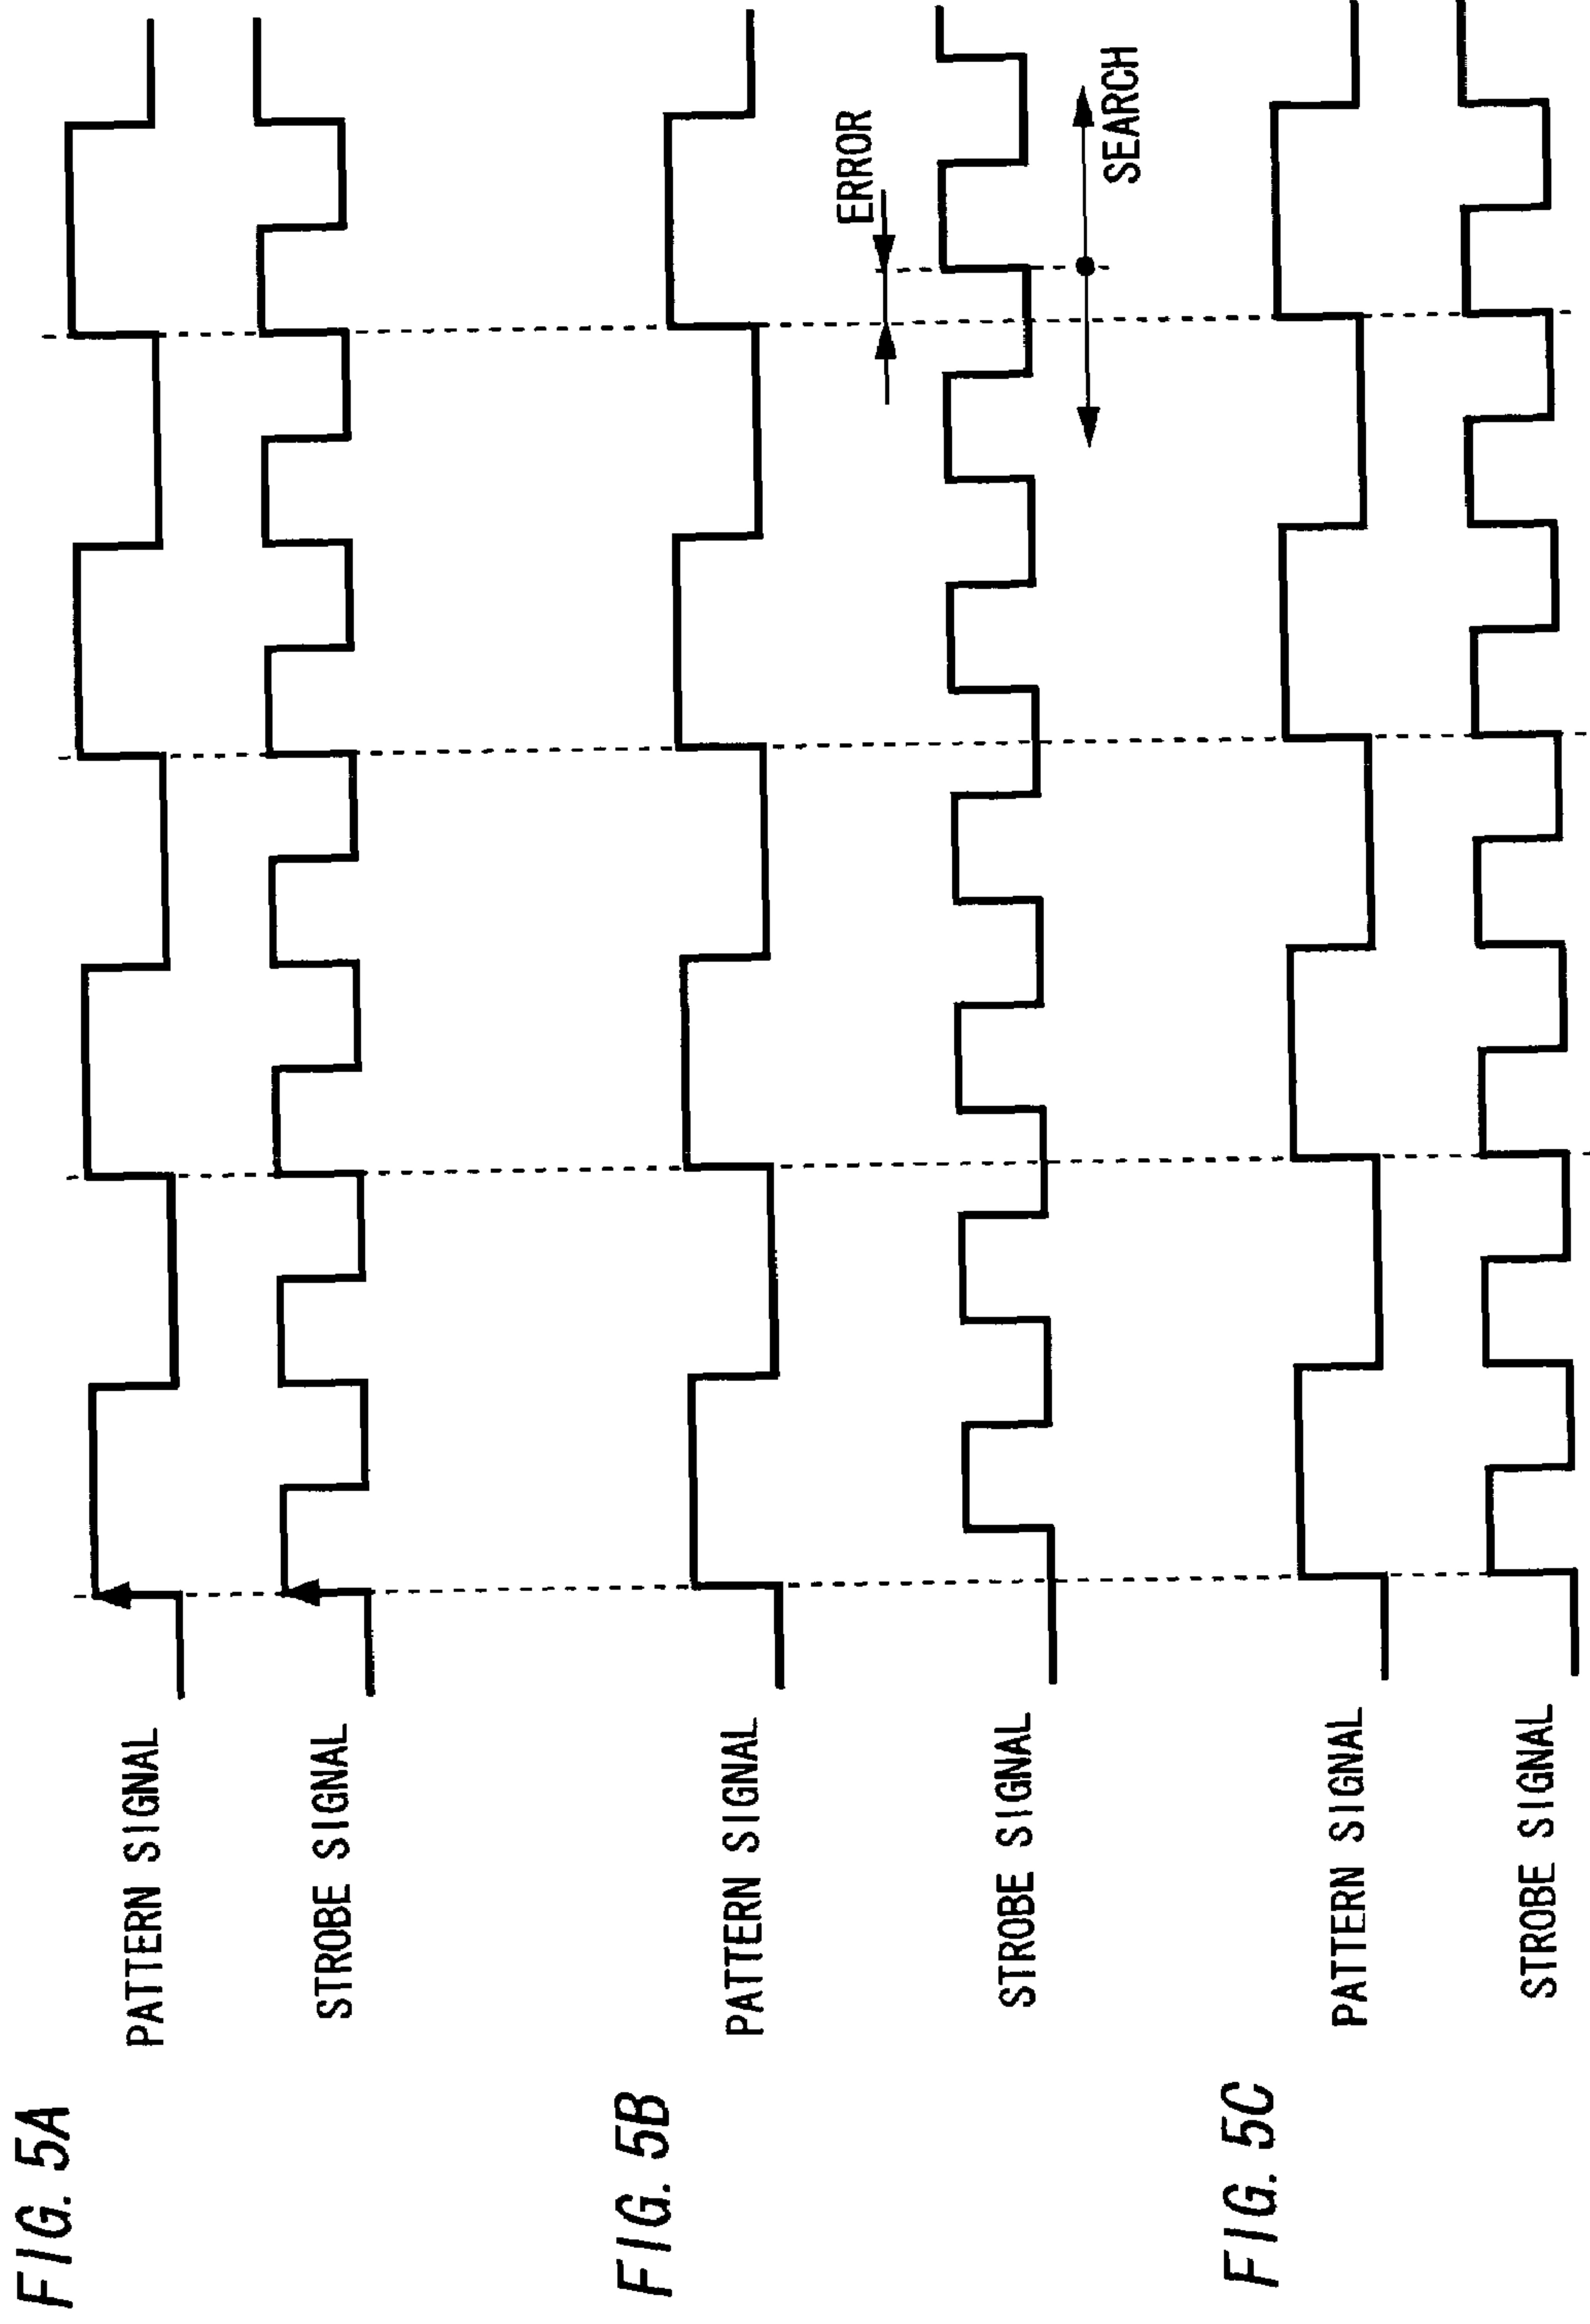 FIG. 5A
PATTERN SIGNAL
STROBE SIGNAL
FIG. 5B
PATTERN SIGNAL
ERROR
STROBE SIGNAL
SEARCH
FIG. 5C
PATTERN SIGNAL
STROBE SIGNAL